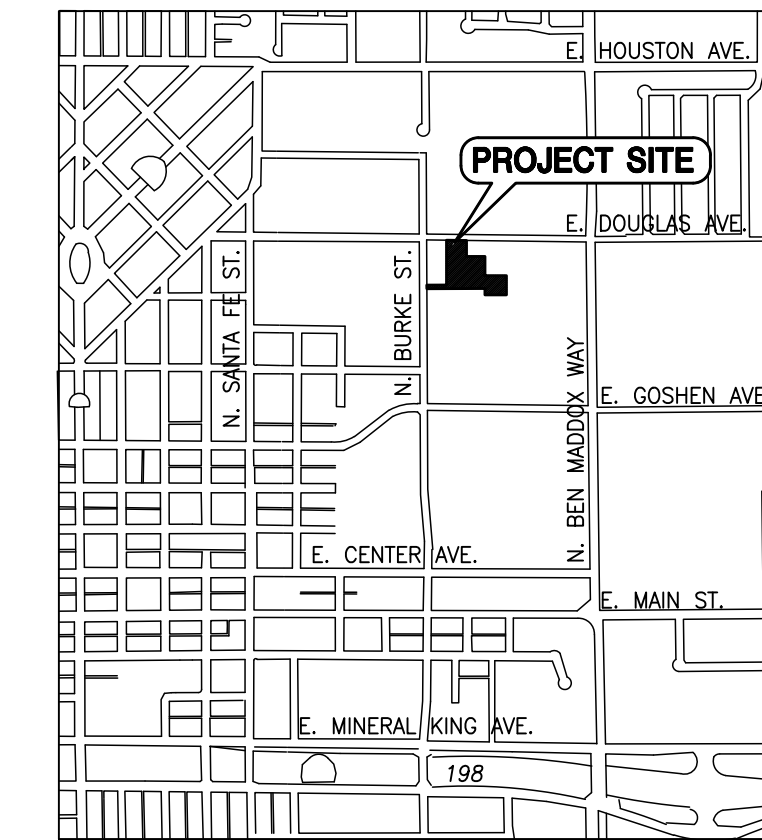 E. HOUSTON AVE.
PROJECT SITE
E. DOUGLAS AVE.
N. SANTA FE ST.
N. BURKE ST.
N. BEN MADDOX WAY
E. GOSHEN AVE
E. CENTER AVE.
E. MAIN ST.
E. MINERAL KING AVE.
198